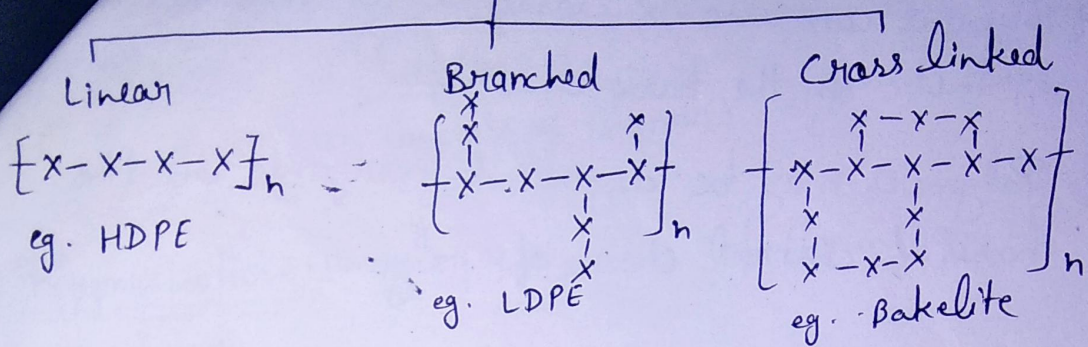 Linear
Branched
Cross linked
[X-X-X-X]n
X
X
X-X-X-X
X
X
X
n
X-X-X
X-X-X-X-X
X X
X-X-X
n
eg. HDPE
eg. LDPE
eg. Bakelite